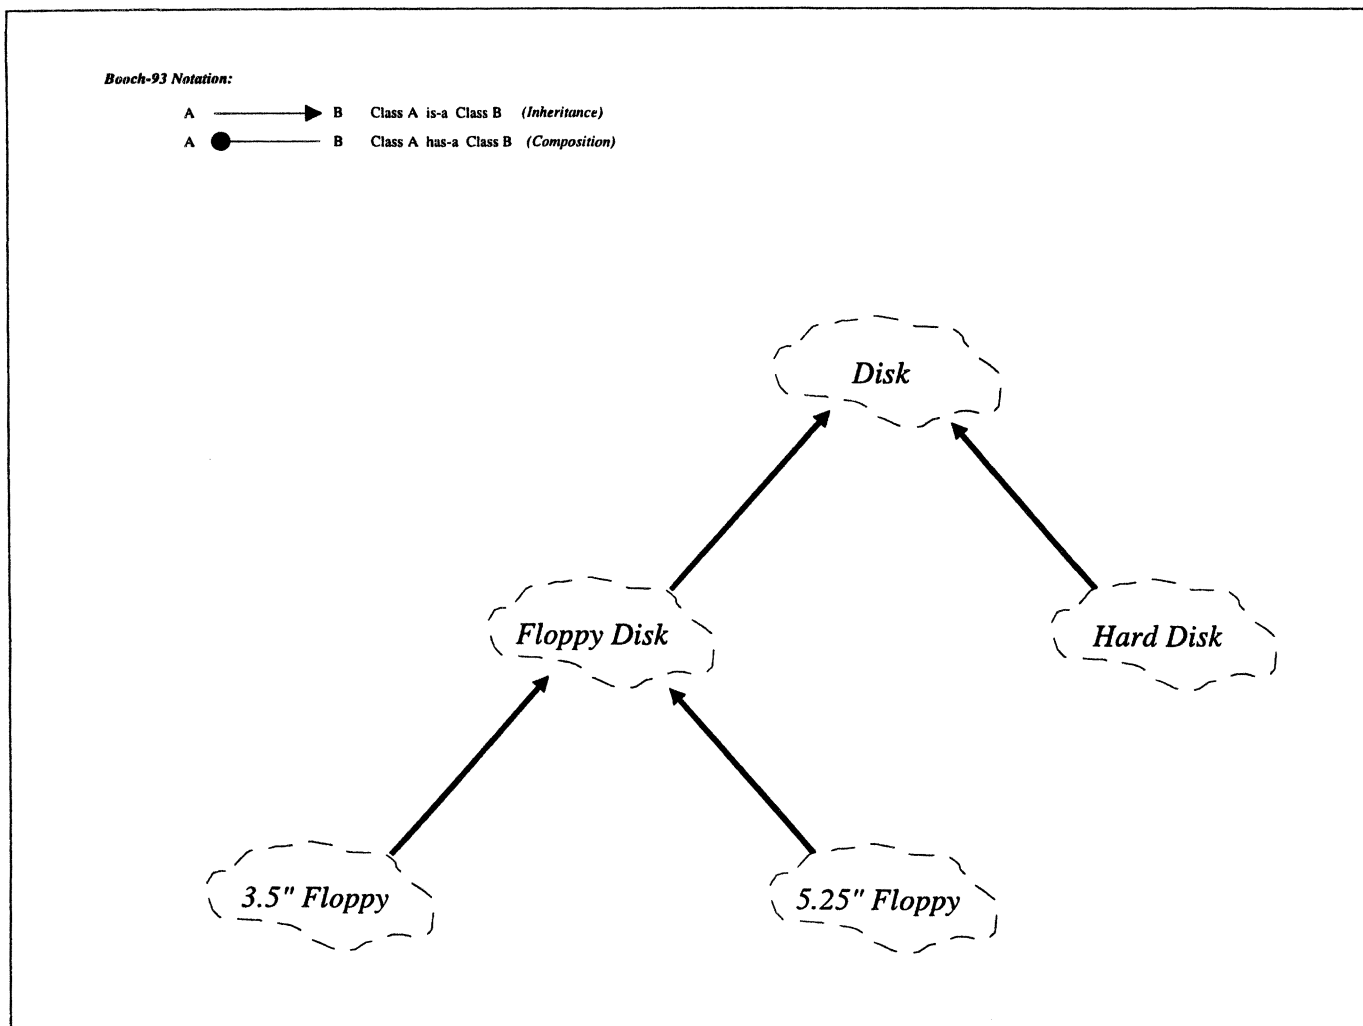 Booch-93 Notation:
A B Class A is-a Class B (Inheritance)
A B Class A has-a Class B (Composition)
Disk
Floppy Disk
Hard Disk
3.5" Floppy
5.25" Floppy